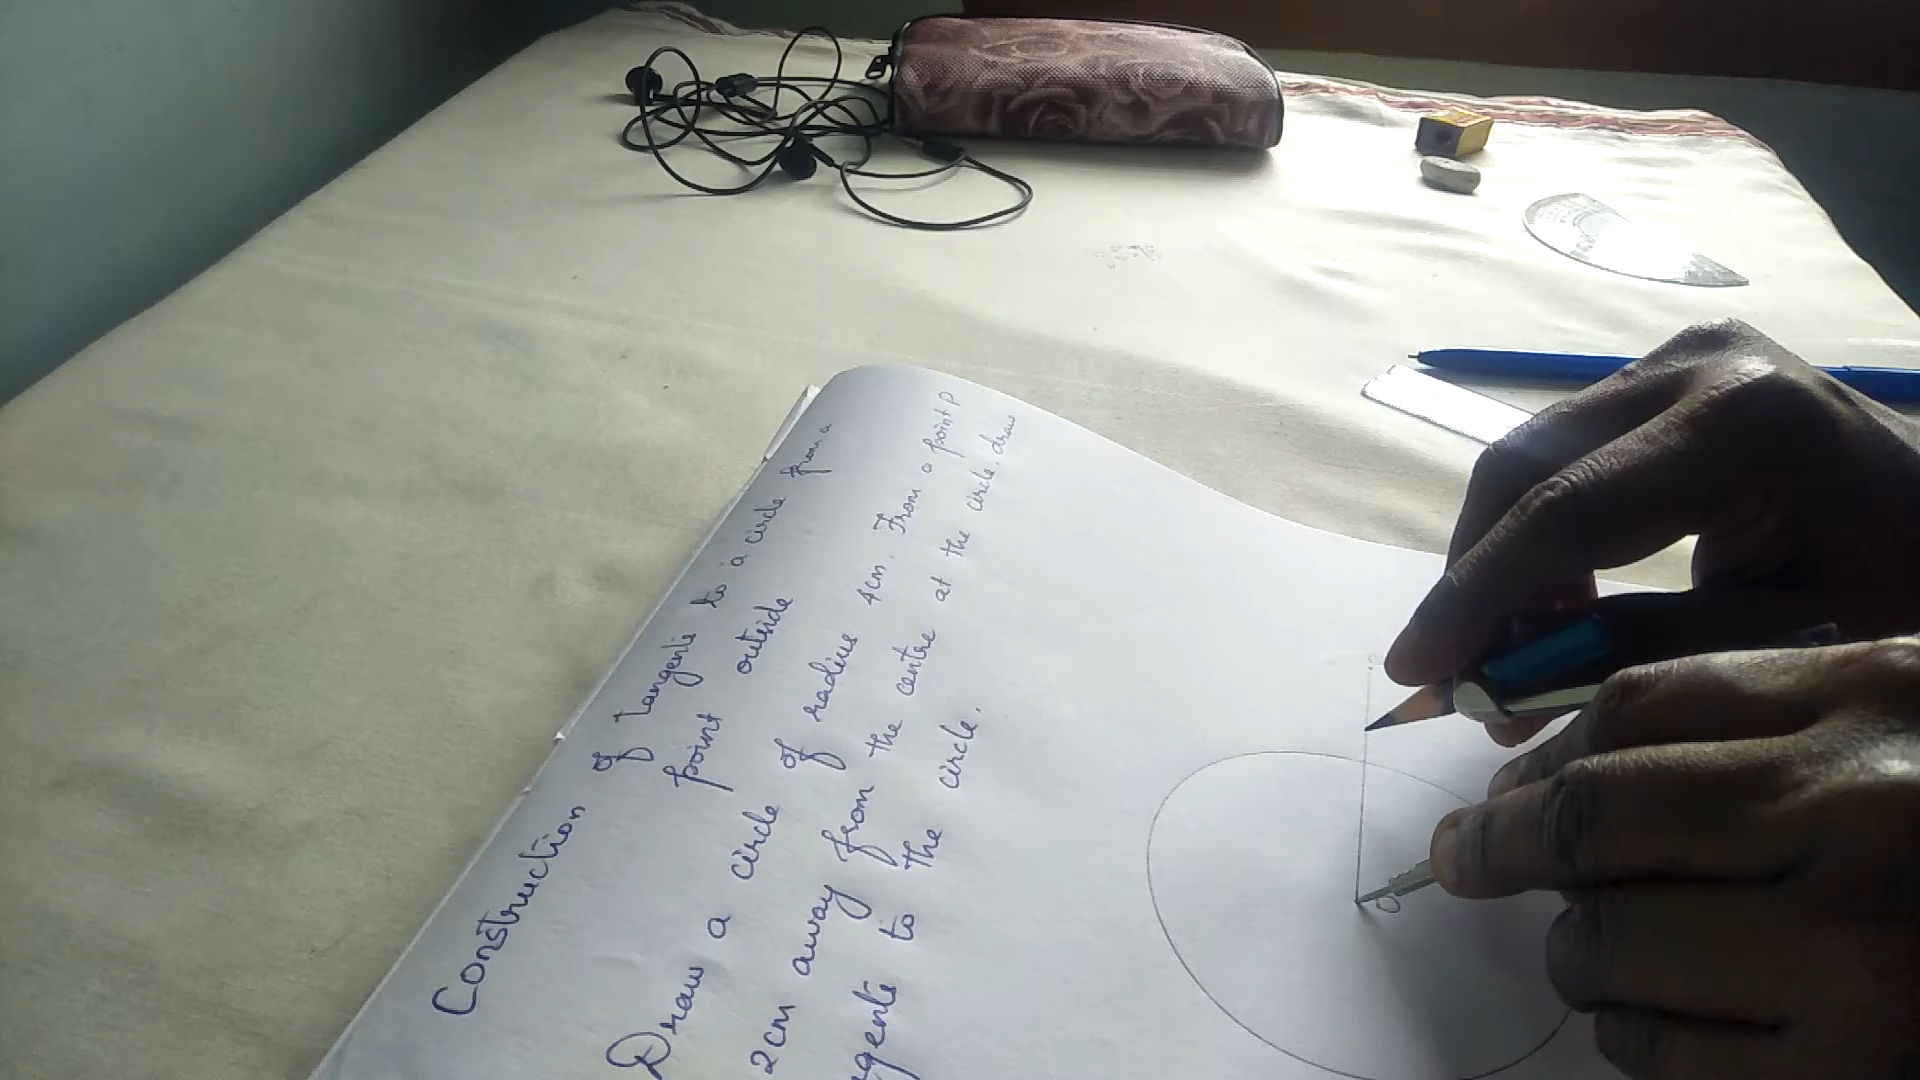 Construction of tangents to a circle from a
point outside
Draw a circle of radius 4cm. From a point P
2cm away from the centre at the circle, draw
gents to the circle.
O